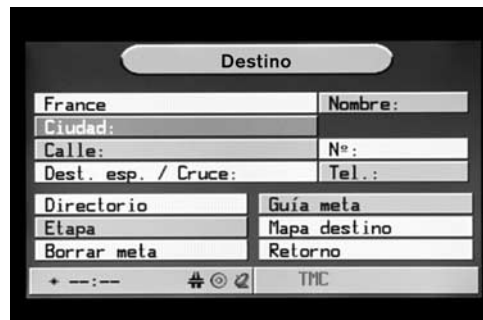 Destino
France Nombre:
Ciudad:
Calle: Nº:
Dest. esp. / Cruce: Tel.:
Directorio Guía meta
Etapa Mapa destino
Borrar meta Retorno
--:-- TMC